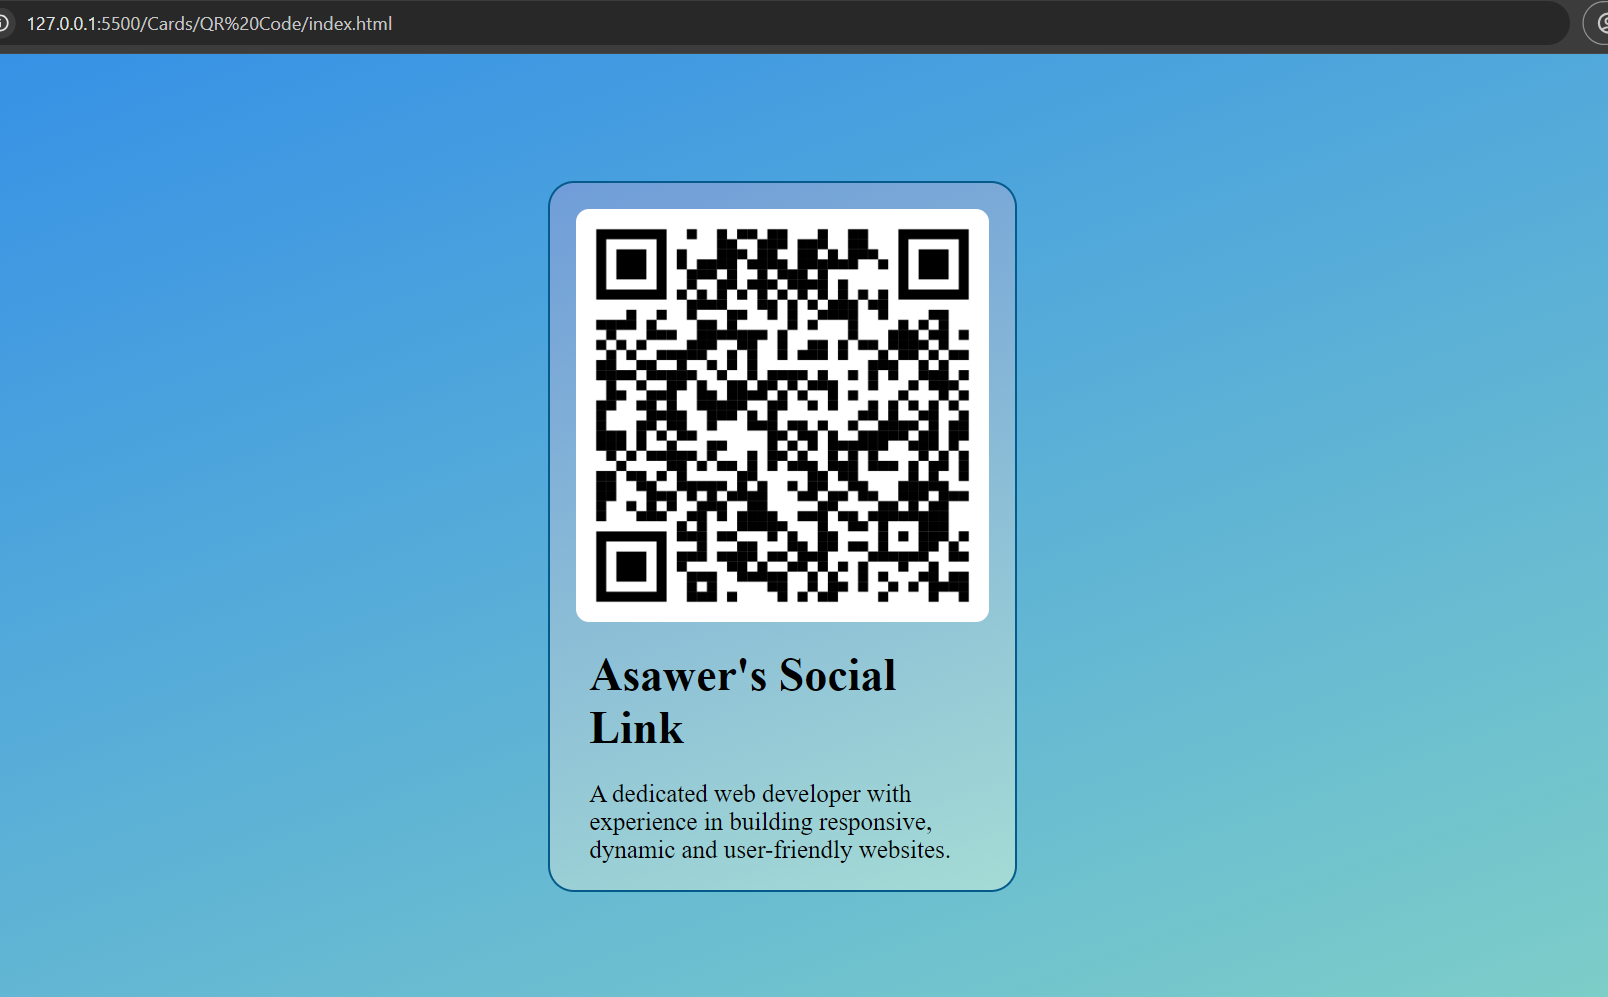 127.0.0.1:5500/Cards/QR%20Code/index.html
Asawer's Social
Link
A dedicated web developer with
experience in building responsive,
dynamic and user-friendly websites.